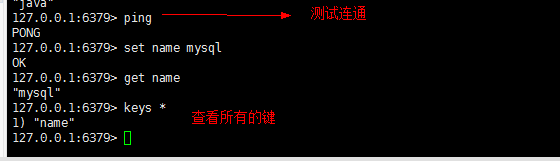 "java"
127.0.0.1:6379> ping 测试连通
PONG
127.0.0.1:6379> set name mysql
OK
127.0.0.1:6379> get name
"mysql"
127.0.0.1:6379> keys * 查看所有的键
1) "name"
127.0.0.1:6379>